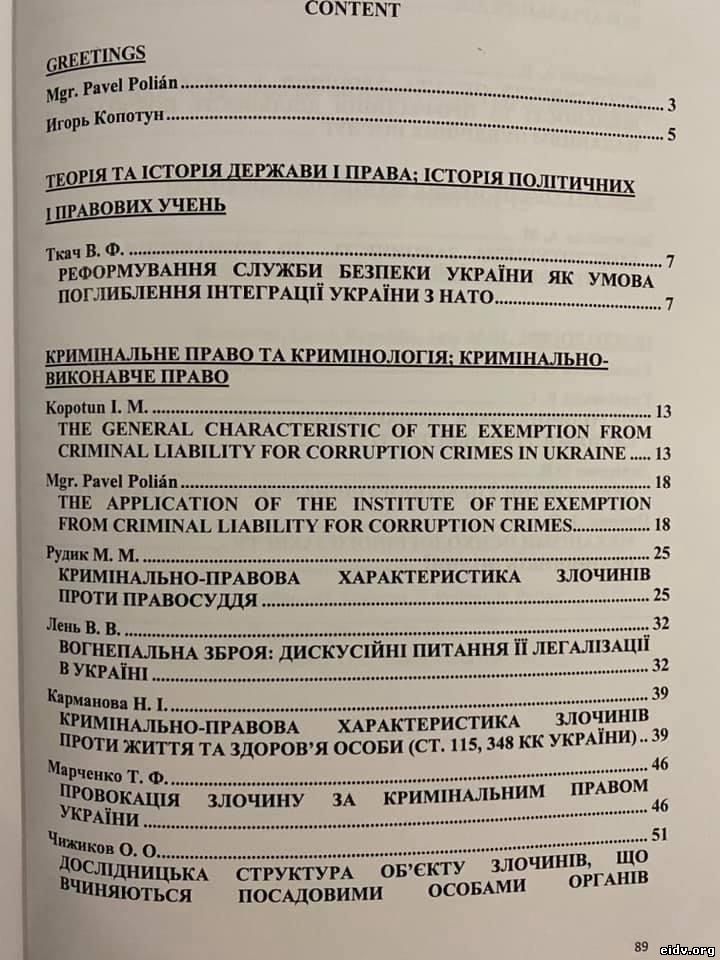 CONTENT
GREETINGS
Mgr. Pavel Polián........................................................................ 3
Игорь Копотун........................................................................ 5
ТЕОРІЯ ТА ІСТОРІЯ ДЕРЖАВИ І ПРАВА; ІСТОРІЯ ПОЛІТИЧНИХ
І ПРАВОВИХ УЧЕНЬ
Ткач В. Ф. ........................................................................ 7
РЕФОРМУВАННЯ СЛУЖБИ БЕЗПЕКИ УКРАЇНИ ЯК УМОВА
ПОГЛИБЛЕННЯ ІНТЕГРАЦІЇ УКРАЇНИ З НАТО.............................. 7
КРИМІНАЛЬНЕ ПРАВО ТА КРИМІНОЛОГІЯ; КРИМІНАЛЬНО-
ВИКОНАВЧЕ ПРАВО
Kopotun I. M. ........................................................................ 13
THE GENERAL CHARACTERISTIC OF THE EXEMPTION FROM
CRIMINAL LIABILITY FOR CORRUPTION CRIMES IN UKRAINE ..... 13
Mgr. Pavel Polián........................................................................ 18
THE APPLICATION OF THE INSTITUTE OF THE EXEMPTION
FROM CRIMINAL LIABILITY FOR CORRUPTION CRIMES................. 18
Рудик М. М. ........................................................................ 25
КРИМІНАЛЬНО-ПРАВОВА ХАРАКТЕРИСТИКА ЗЛОЧИНІВ
ПРОТИ ПРАВОСУДДЯ ........................................................................ 25
Лень В. В. ........................................................................ 32
ВОГНЕПАЛЬНА ЗБРОЯ: ДИСКУСІЙНІ ПИТАННЯ ЇЇ ЛЕГАЛІЗАЦІЇ
В УКРАЇНІ ........................................................................ 32
Карманова Н. І. ........................................................................ 39
КРИМІНАЛЬНО-ПРАВОВА ХАРАКТЕРИСТИКА ЗЛОЧИНІВ
ПРОТИ ЖИТТЯ ТА ЗДОРОВ’Я ОСОБИ (СТ. 115, 348 КК УКРАЇНИ) .. 39
Марченко Т. Ф. ........................................................................ 46
ПРОВОКАЦІЯ ЗЛОЧИНУ ЗА КРИМІНАЛЬНИМ ПРАВОМ
УКРАЇНИ ........................................................................ 46
Чижиков О. О........................................................................ 51
ДОСЛІДНИЦЬКА СТРУКТУРА ОБ’ЄКТУ ЗЛОЧИНІВ, ЩО
ВЧИНЯЮТЬСЯ ПОСАДОВИМИ ОСОБАМИ ОРГАНІВ
89
eidv.org